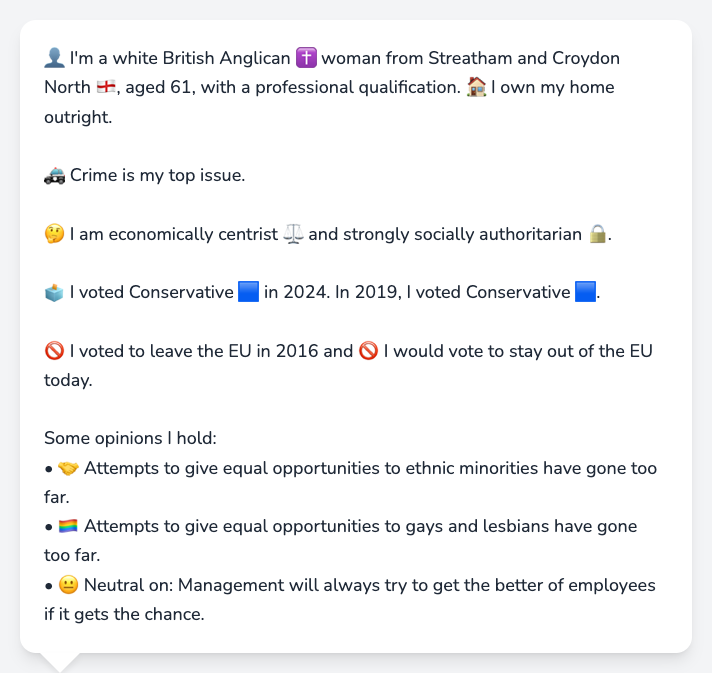 👤 I'm a white British Anglican ✝️ woman from Streatham and Croydon
North 🏴󠁧󠁢󠁥󠁮󠁧󠁿, aged 61, with a professional qualification. 🏠 I own my home
outright.
🚓 Crime is my top issue.
🤔 I am economically centrist ⚖️ and strongly socially authoritarian 🔒.
🗳️ I voted Conservative 🟦 in 2024. In 2019, I voted Conservative 🟦.
🚫 I voted to leave the EU in 2016 and 🚫 I would vote to stay out of the EU
today.
Some opinions I hold:
• 🤝 Attempts to give equal opportunities to ethnic minorities have gone too
far.
• 🏳️‍🌈 Attempts to give equal opportunities to gays and lesbians have gone
too far.
• 😐 Neutral on: Management will always try to get the better of employees
if it gets the chance.